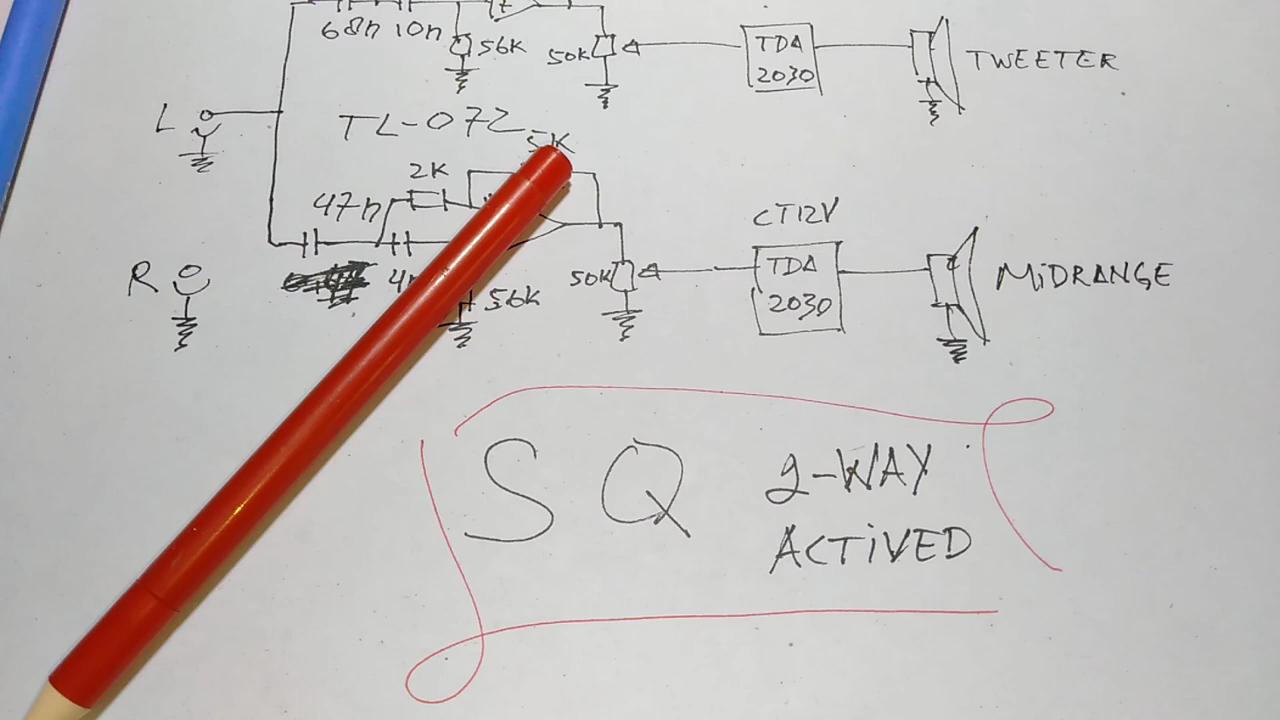 68n 10n
56K
50K
TDA
2030
TWEETER
L
TL-072
5K
2K
47n
CT12V
R
56K
50K
TDA
2030
MiDRANGE
SQ 2-WAY
ACTiVED